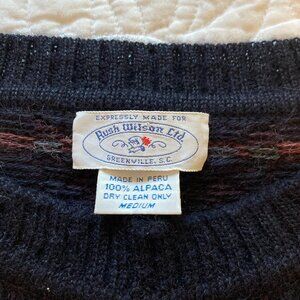 EXPRESSLY MADE FOR
Rush Wilson Ltd.
GREENVILLE, S.C.
MADE IN PERU
100% ALPACA
DRY CLEAN ONLY
MEDIUM